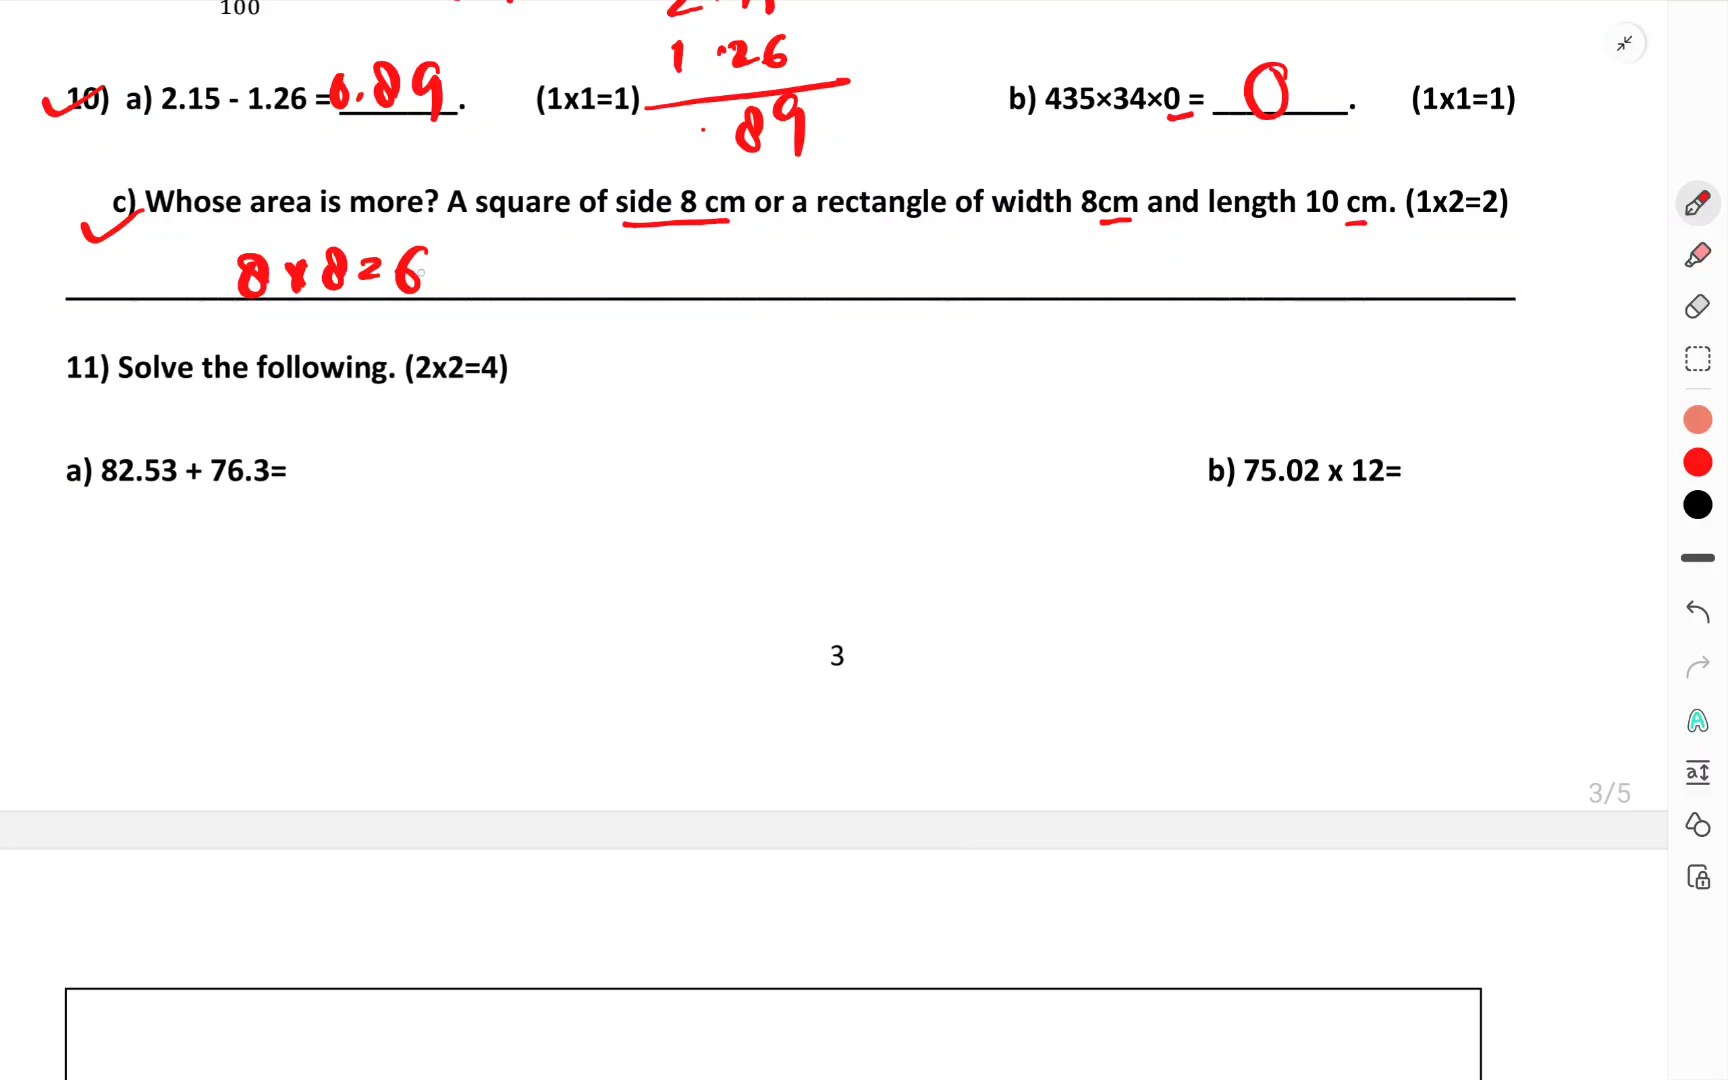 100
1.26
10) a) 2.15 - 1.26 =0.89. (1x1=1) b) 435×34×0 = 0. (1x1=1)
.89
c) Whose area is more? A square of side 8 cm or a rectangle of width 8cm and length 10 cm. (1x2=2)
8 x 8 = 6
11) Solve the following. (2x2=4)
a) 82.53 + 76.3= b) 75.02 x 12=
3
3/5